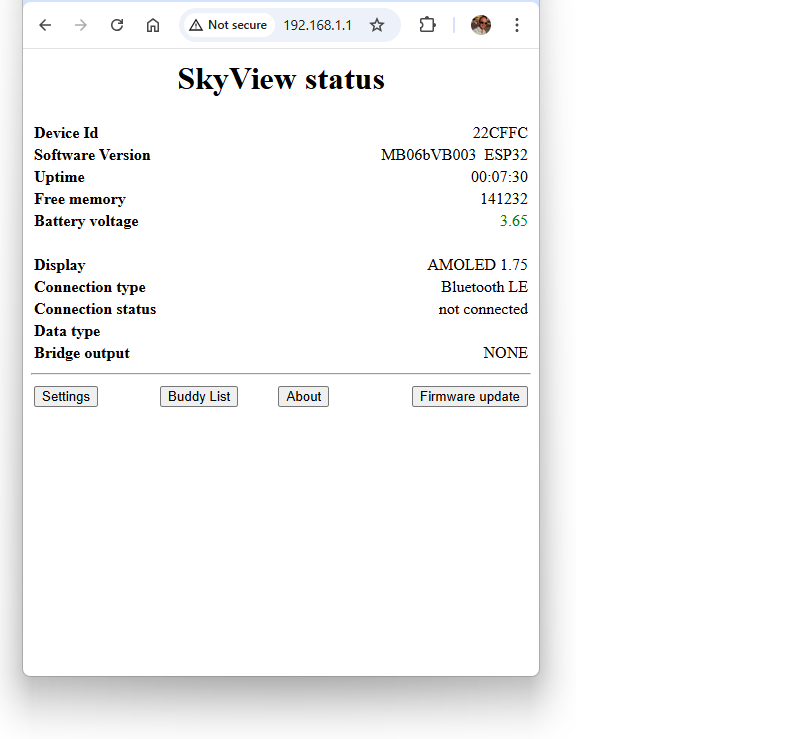 Not secure 192.168.1.1
SkyView status
Device Id 22CFFC
Software Version MB06bVB003 ESP32
Uptime 00:07:30
Free memory 141232
Battery voltage 3.65
Display AMOLED 1.75
Connection type Bluetooth LE
Connection status not connected
Data type
Bridge output NONE
Settings Buddy List About Firmware update